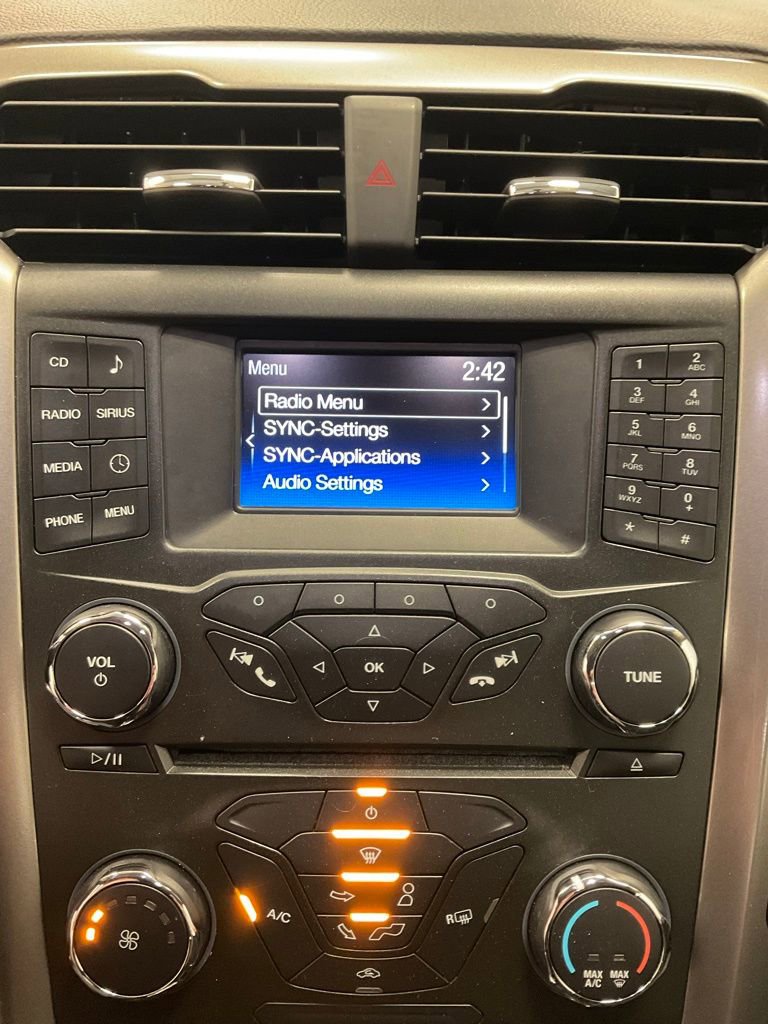 Menu 2:42
Radio Menu >
SYNC-Settings >
SYNC-Applications >
Audio Settings >
CD
RADIO SIRIUS
MEDIA
PHONE MENU
1 2 ABC
3 DEF 4 GHI
5 JKL 6 MNO
7 PQRS 8 TUV
9 WXYZ 0 +
* #
VOL
OK
TUNE
A/C
R
MAX A/C
MAX